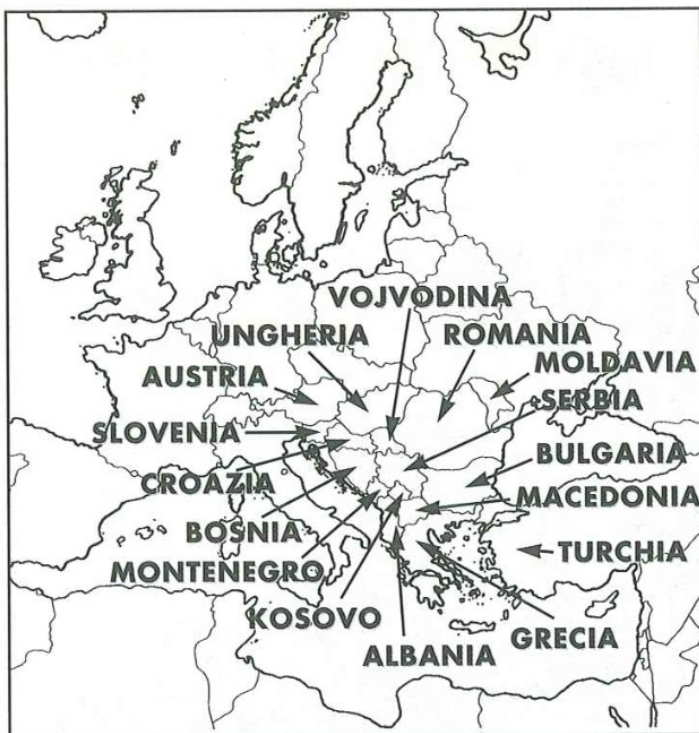 VOJVODINA
UNGHERIA
ROMANIA
AUSTRIA
MOLDAVIA
SERBIA
SLOVENIA
BULGARIA
CROAZIA
MACEDONIA
BOSNIA
TURCHIA
MONTENEGRO
KOSOVO
GRECIA
ALBANIA